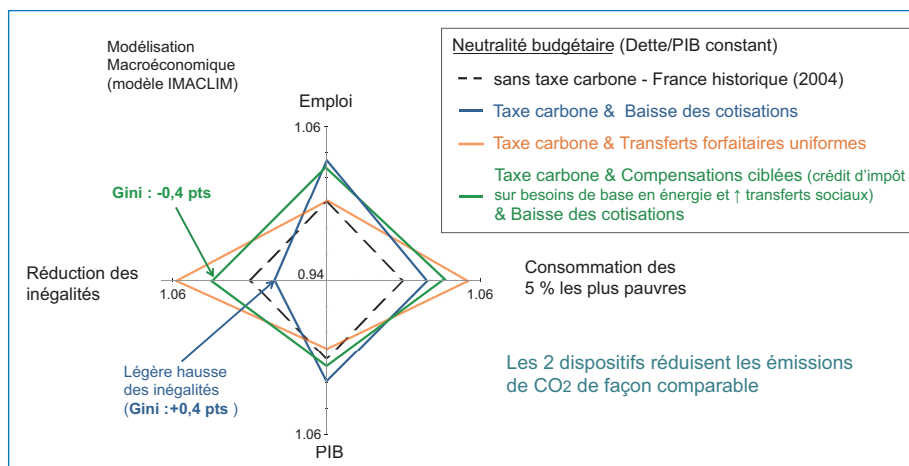 Modélisation
Macroéconomique
(modèle IMACLIM)
Neutralité budgétaire (Dette/PIB constant)
sans taxe carbone - France historique (2004)
Taxe carbone & Baisse des cotisations
Taxe carbone & Transferts forfaitaires uniformes
Taxe carbone & Compensations ciblées (crédit d'impôt
sur besoins de base en énergie et ↑ transferts sociaux)
& Baisse des cotisations
Emploi
1.06
Gini : -0,4 pts
Réduction des
inégalités
1.06
0.94
Consommation des
5 % les plus pauvres
1.06
Légère hausse
des inégalités
(Gini :+0,4 pts )
Les 2 dispositifs réduisent les émissions
de CO2 de façon comparable
1.06
PIB